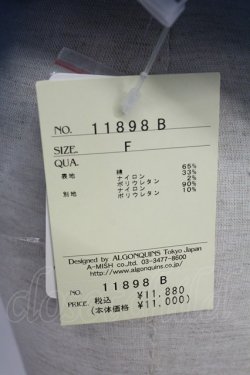 NO. 11898 B
SIZE. F
QUA.
綿 65%
表地 ナイロン 33%
ポリウレタン 2%
別地 ナイロン 90%
ポリウレタン 10%
Designed by ALGONQUINS Tokyo Japan
A-MISH co.,ltd. 03-3477-8600
http://www.algonquins.co.jp
NO. 11898 B
PRICE. 税込 ¥11,880
(本体価格 ¥11,000)